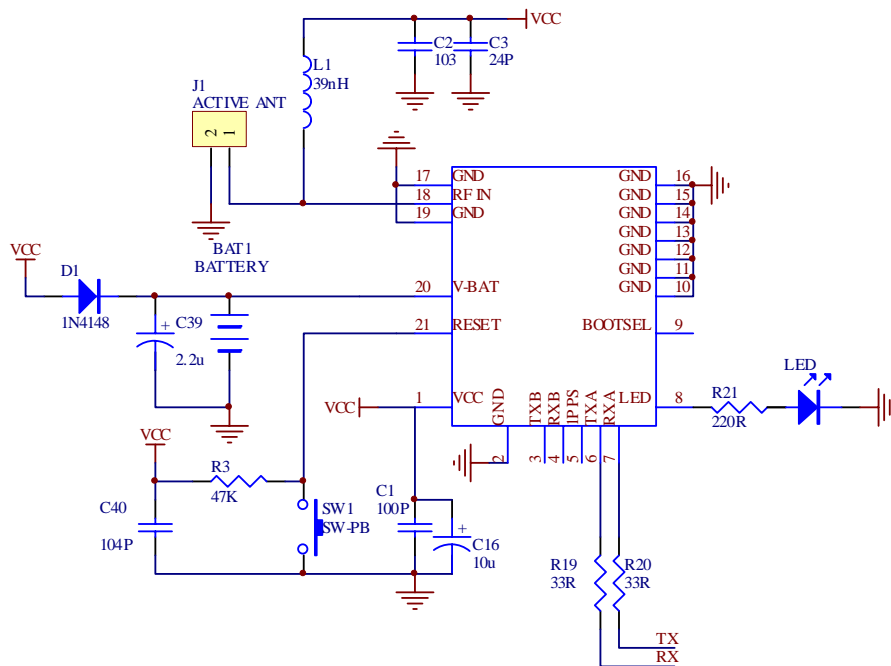 VCC
C2
103
C3
24P
L1
39nH
J1
ACTIVE ANT
2
1
17
GND
18
RF IN
19
GND
GND
16
GND
15
GND
14
GND
13
GND
12
GND
11
GND
10
VCC
BAT1
BATTERY
D1
1N4148
C39
2.2u
20
V-BAT
21
RESET
BOOTSEL
9
VCC
1
VCC
GND
TXB
RXB
1PPS
TXA
RXA
LED
8
2
3
4
5
6
7
R21
220R
LED
VCC
R3
47K
C40
104P
SW1
SW-PB
C1
100P
C16
10u
R19
33R
R20
33R
TX
RX